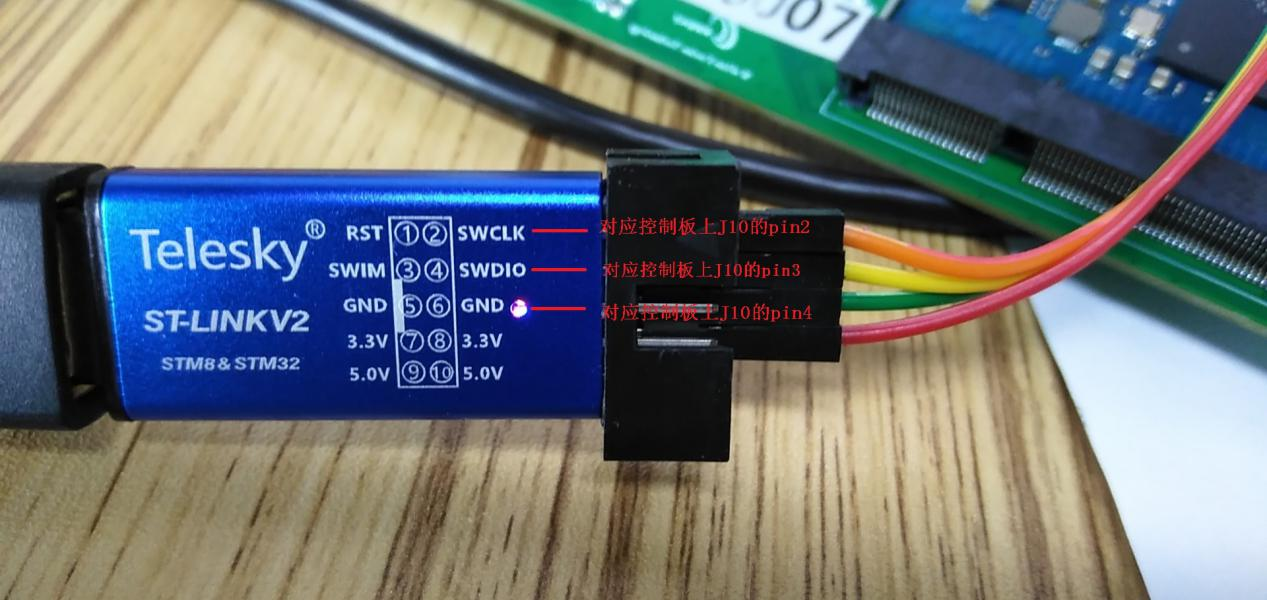 007
Telesky®
ST-LINKV2
STM8 & STM32
RST ① ② SWCLK
SWIM ③ ④ SWDIO
GND ⑤ ⑥ GND
3.3V ⑦ ⑧ 3.3V
5.0V ⑨ ⑩ 5.0V
对应控制板上J10的pin2
对应控制板上J10的pin3
对应控制板上J10的pin4